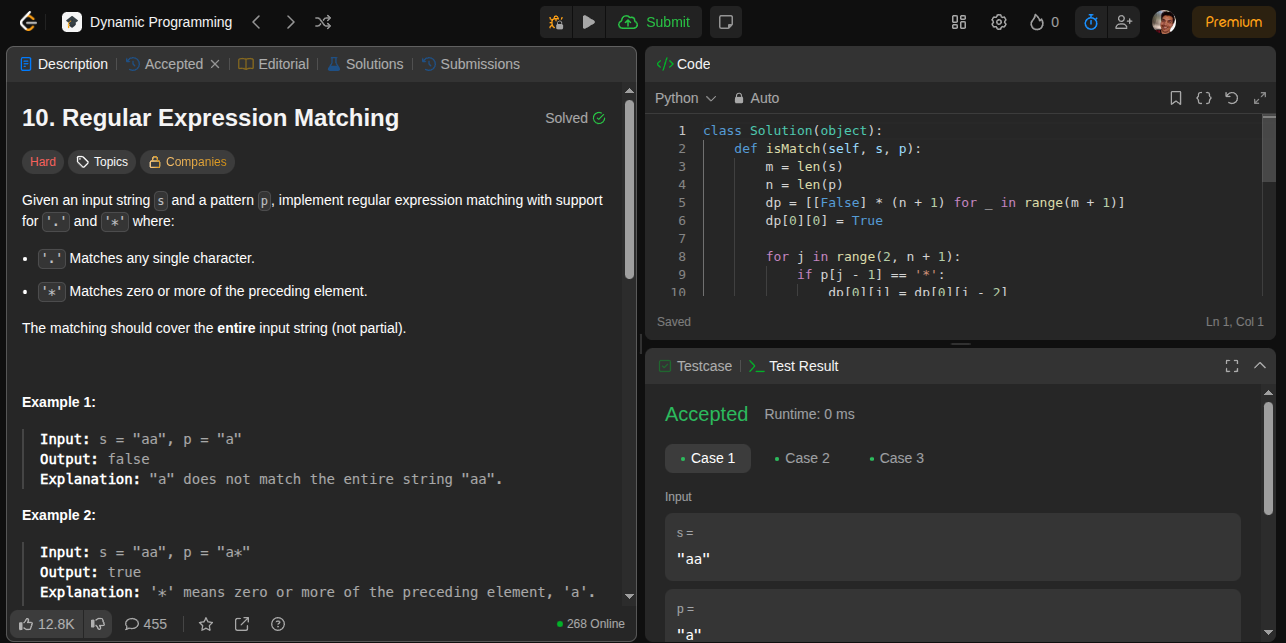 Dynamic Programming
Submit
0
Premium
Description
Accepted
Editorial
Solutions
Submissions
10. Regular Expression Matching
Solved
Hard
Topics
Companies
Given an input string s and a pattern p, implement regular expression matching with support
for '.' and '*' where:
• '.' Matches any single character.
• '*' Matches zero or more of the preceding element.
The matching should cover the entire input string (not partial).
Example 1:
Input: s = "aa", p = "a"
Output: false
Explanation: "a" does not match the entire string "aa".
Example 2:
Input: s = "aa", p = "a*"
Output: true
Explanation: '*' means zero or more of the preceding element, 'a'.
12.8K
455
268 Online
</> Code
Python
Auto
1 class Solution(object):
2 def isMatch(self, s, p):
3 m = len(s)
4 n = len(p)
5 dp = [[False] * (n + 1) for _ in range(m + 1)]
6 dp[0][0] = True
7
8 for j in range(2, n + 1):
9 if p[j - 1] == '*':
10 dp[0][j] = dp[0][j - 2]
Saved
Ln 1, Col 1
Testcase
>_ Test Result
Accepted
Runtime: 0 ms
• Case 1
• Case 2
• Case 3
Input
s =
"aa"
p =
"a"